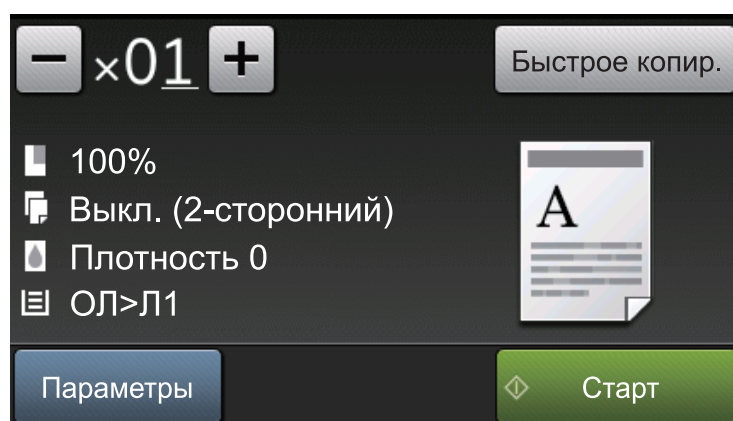 ×01
Быстрое копир.
100%
Выкл. (2-сторонний)
Плотность 0
ОЛ>Л1
A
Параметры
Старт